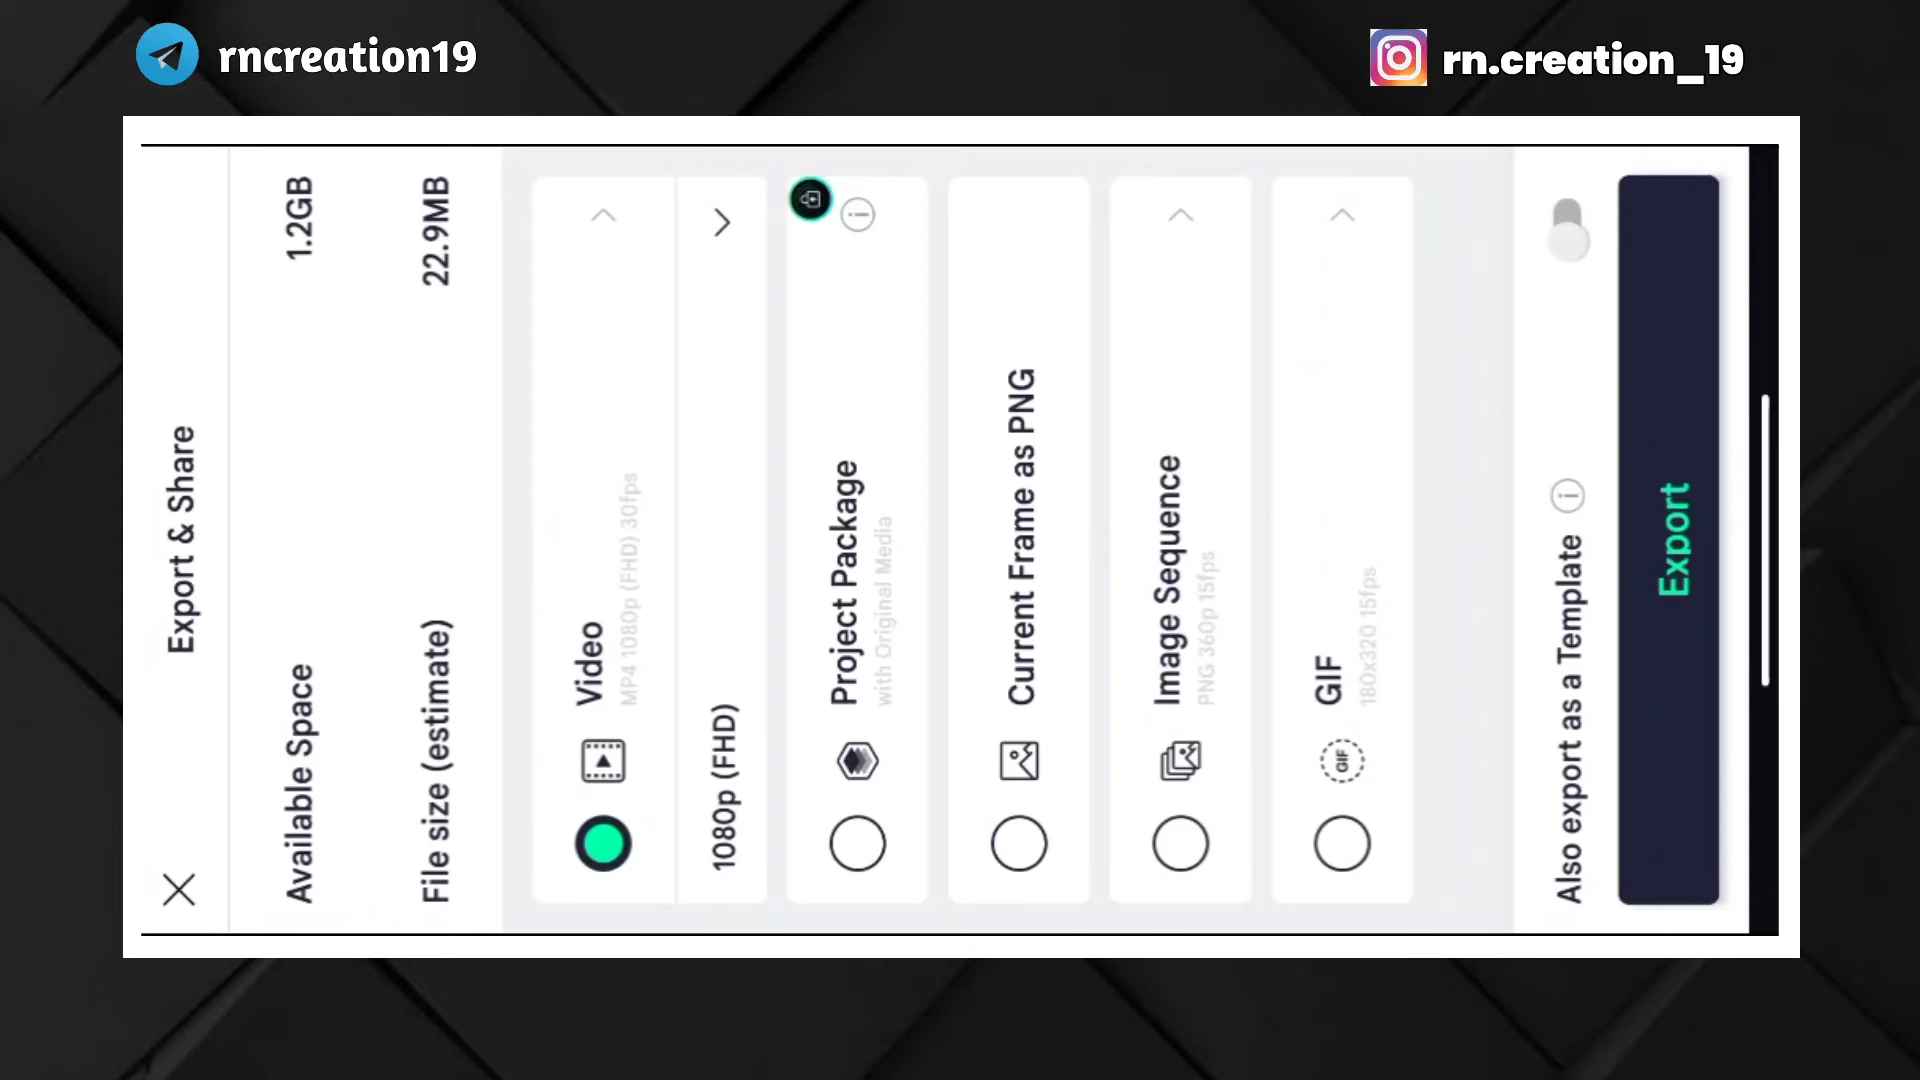 rncreation19
rn.creation_19
Export & Share
Available Space 1.2GB
File size (estimate) 22.9MB
Video
MP4 1080p (FHD) 30fps
1080p (FHD)
Project Package
with Original Media
Current Frame as PNG
Image Sequence
PNG 360p 15fps
GIF
GIF
180x320 15fps
Also export as a Template
Export